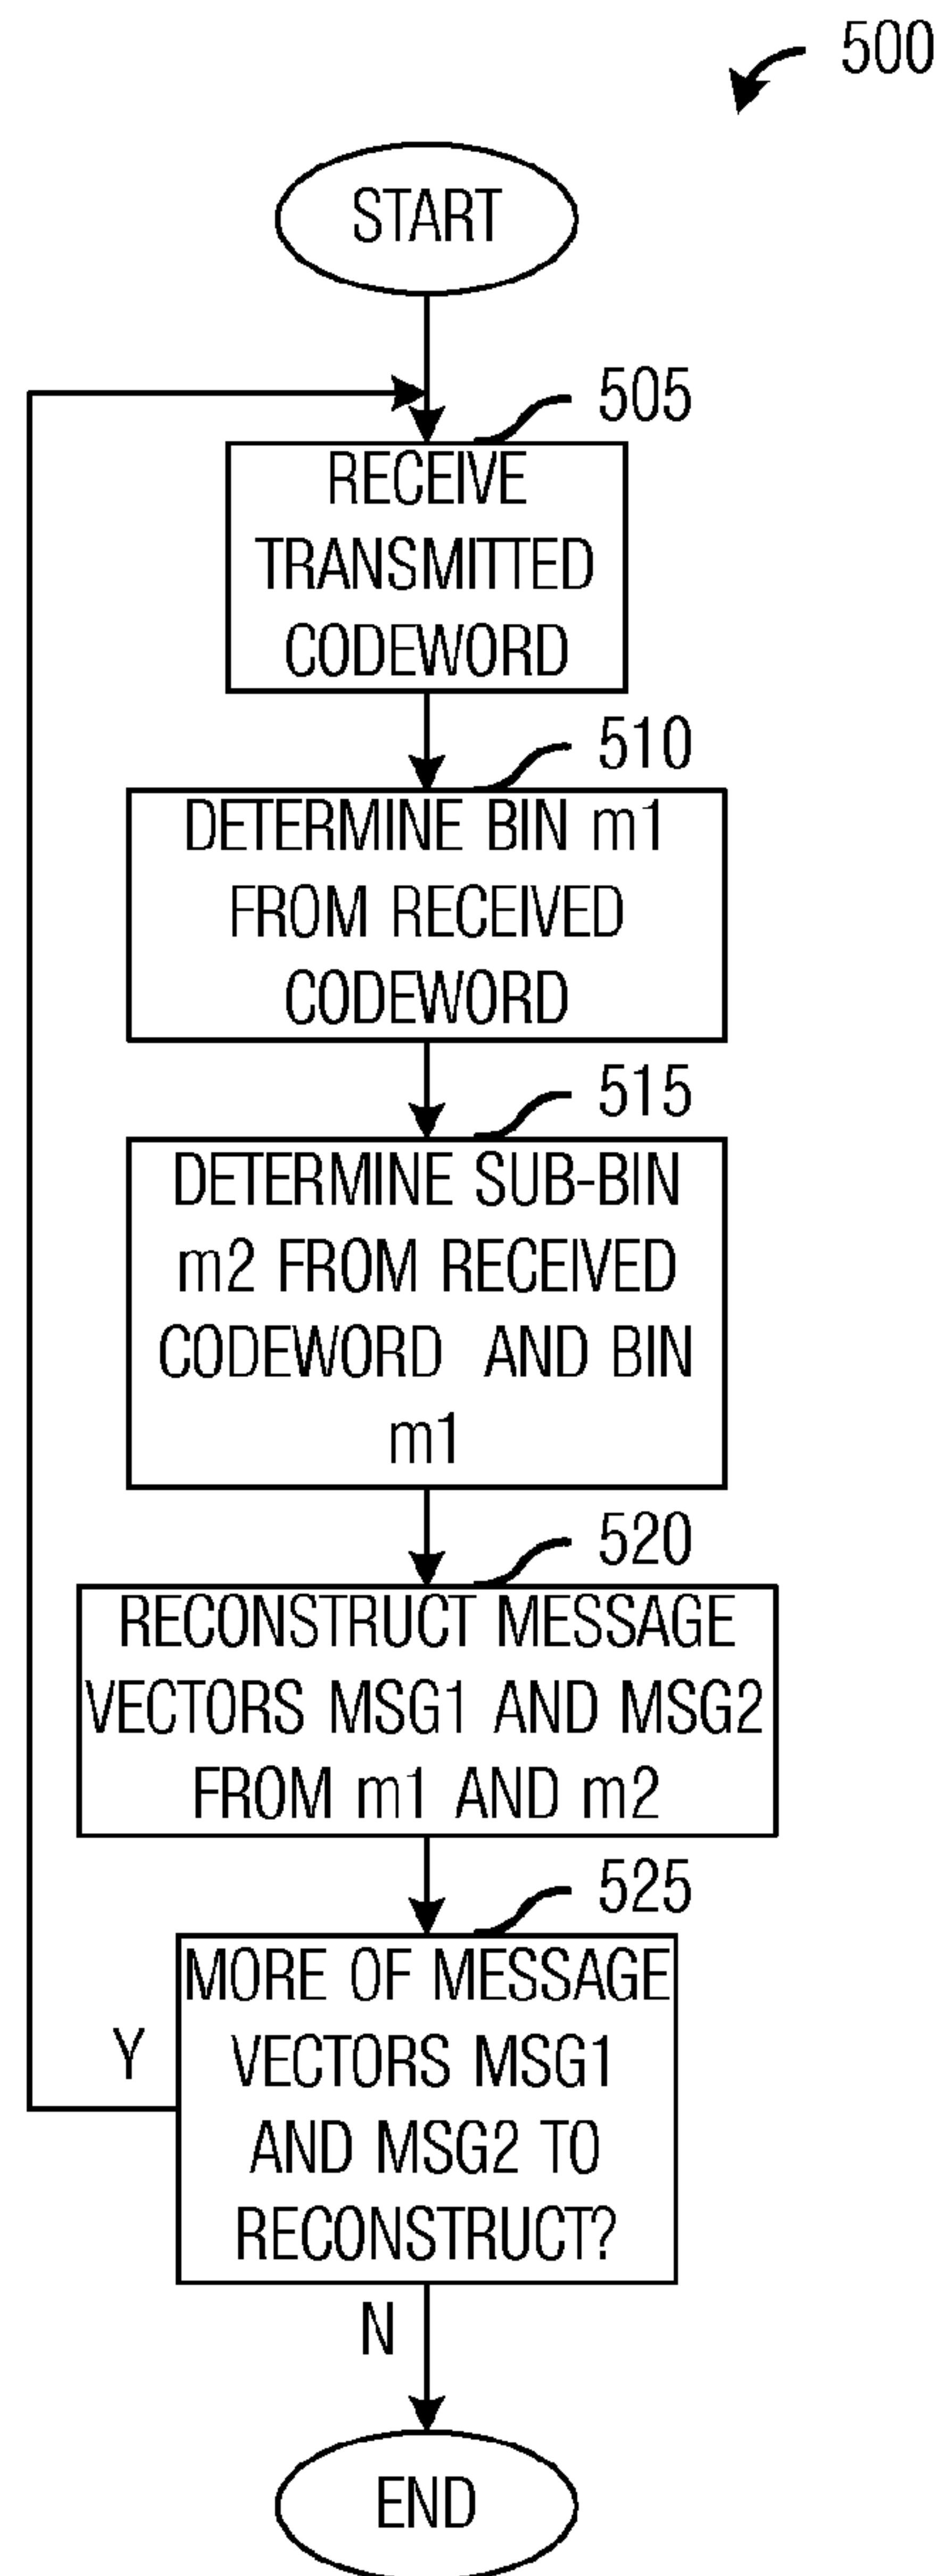 500
START
505
RECEIVE
TRANSMITTED
CODEWORD
510
DETERMINE BIN m1
FROM RECEIVED
CODEWORD
515
DETERMINE SUB-BIN
m2 FROM RECEIVED
CODEWORD AND BIN
m1
520
RECONSTRUCT MESSAGE
VECTORS MSG1 AND MSG2
FROM m1 AND m2
525
MORE OF MESSAGE
VECTORS MSG1
AND MSG2 TO
RECONSTRUCT?
Y
N
END